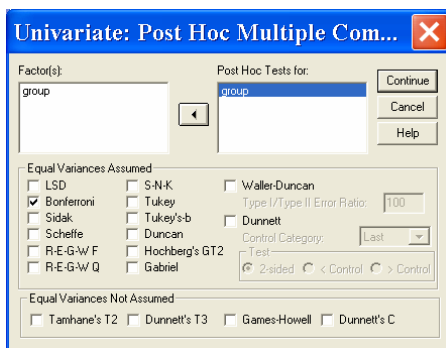 Univariate: Post Hoc Multiple Com...
Factor(s):
group
Post Hoc Tests for:
group
Continue
Cancel
Help
Equal Variances Assumed
LSD
Bonferroni
Sidak
Scheffe
R-E-G-W F
R-E-G-W Q
S-N-K
Tukey
Tukey's-b
Duncan
Hochberg's GT2
Gabriel
Waller-Duncan
Type I/Type II Error Ratio: 100
Dunnett
Control Category: Last
Test
2-sided < Control > Control
Equal Variances Not Assumed
Tamhane's T2 Dunnett's T3 Games-Howell Dunnett's C